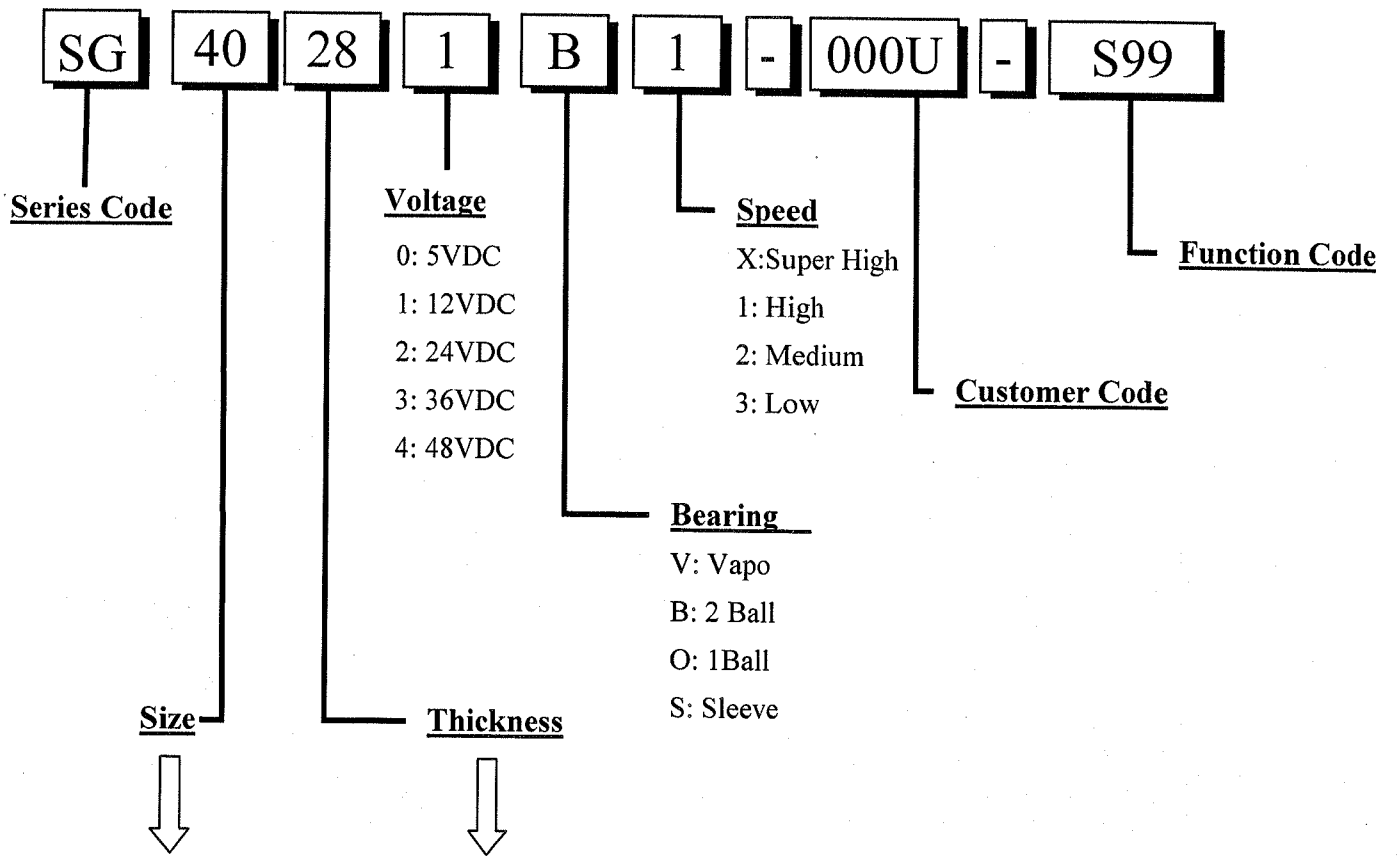 SG 40 28 1 B 1 - 000U - S99
Series Code
Voltage
0: 5VDC
1: 12VDC
2: 24VDC
3: 36VDC
4: 48VDC
Speed
X:Super High
1: High
2: Medium
3: Low
Function Code
Customer Code
Bearing
V: Vapo
B: 2 Ball
O: 1Ball
S: Sleeve
Size
Thickness